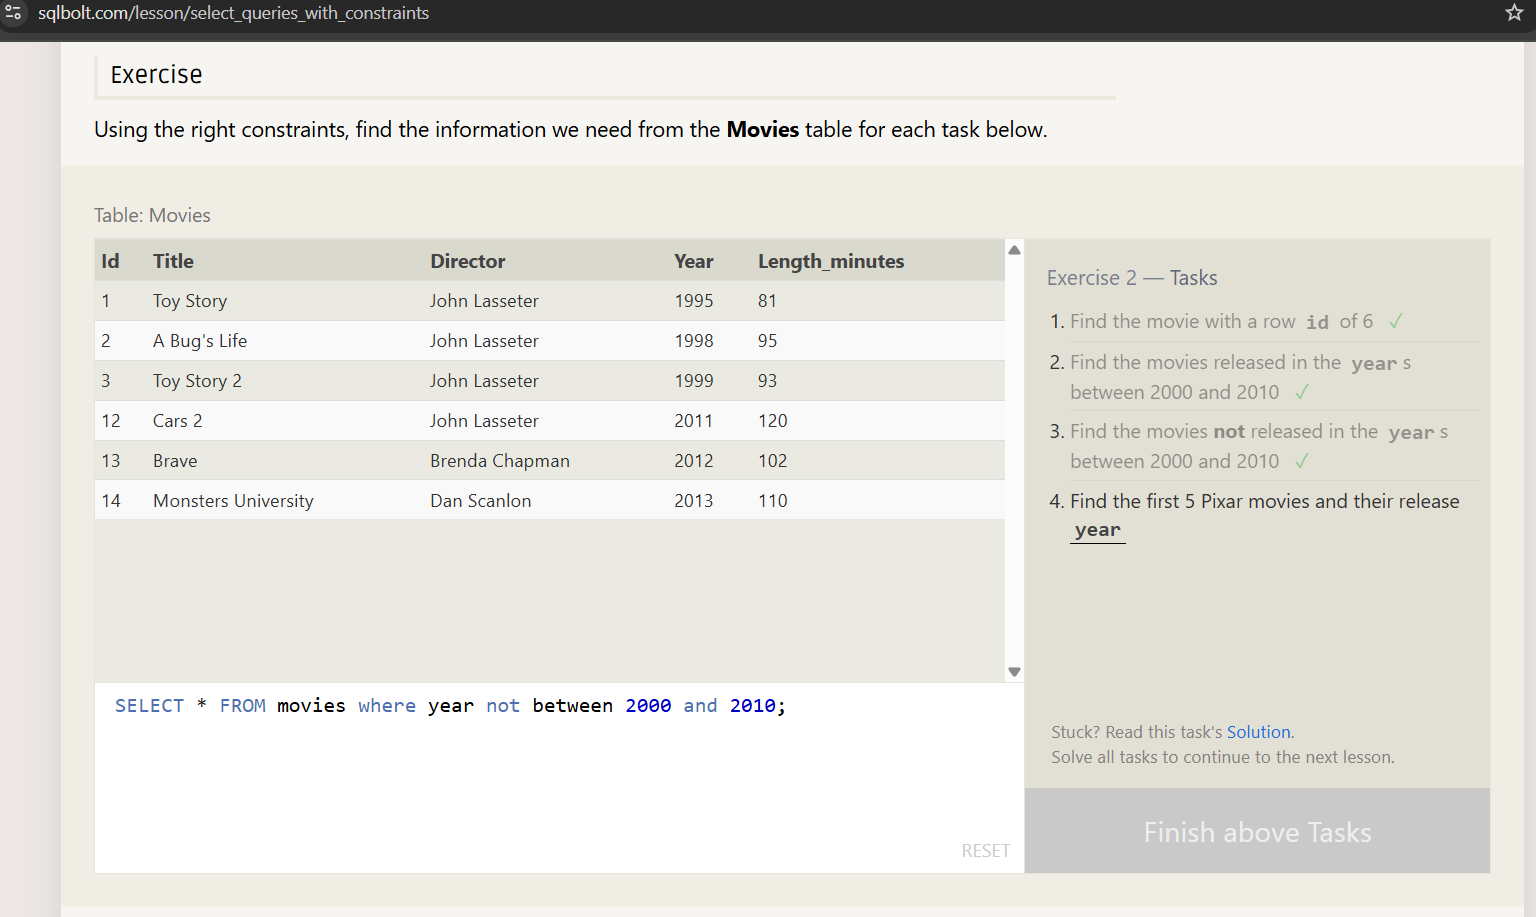 sqlbolt.com/lesson/select_queries_with_constraints
Exercise
Using the right constraints, find the information we need from the Movies table for each task below.
Table: Movies
Id Title Director Year Length_minutes
1 Toy Story John Lasseter 1995 81
2 A Bug's Life John Lasseter 1998 95
3 Toy Story 2 John Lasseter 1999 93
12 Cars 2 John Lasseter 2011 120
13 Brave Brenda Chapman 2012 102
14 Monsters University Dan Scanlon 2013 110
SELECT * FROM movies where year not between 2000 and 2010;
RESET
Exercise 2 — Tasks
1. Find the movie with a row id of 6 ✓
2. Find the movies released in the year s
between 2000 and 2010 ✓
3. Find the movies not released in the year s
between 2000 and 2010 ✓
4. Find the first 5 Pixar movies and their release
year
Stuck? Read this task's Solution.
Solve all tasks to continue to the next lesson.
Finish above Tasks